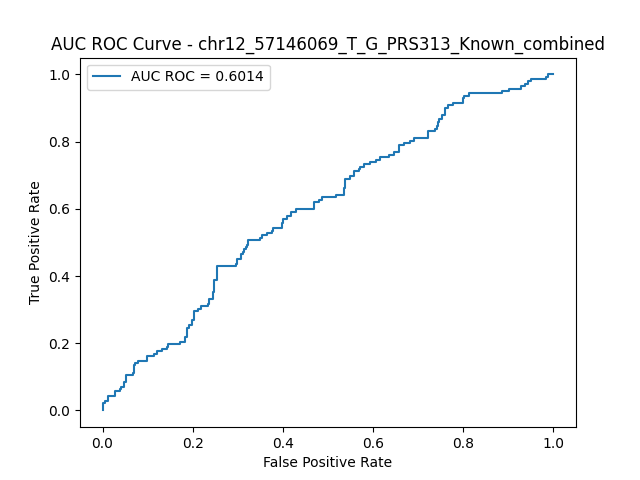 AUC ROC Curve - chr12_57146069_T_G_PRS313_Known_combined
AUC ROC = 0.6014
1.0
0.8
0.6
0.4
0.2
0.0
True Positive Rate
0.0 0.2 0.4 0.6 0.8 1.0
False Positive Rate